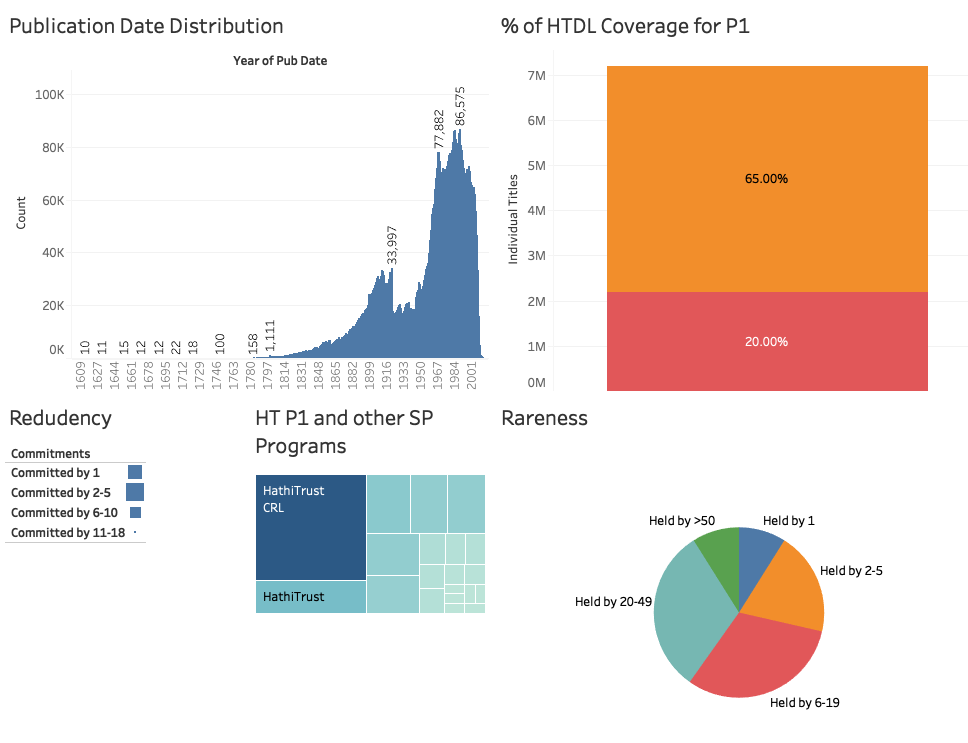 Publication Date Distribution
Year of Pub Date
Count
100K
80K
60K
40K
20K
0K
10
11
15
12
12
22
18
100
158
1,111
33,997
77,882
86,575
1609
1627
1644
1661
1678
1695
1712
1729
1746
1763
1780
1797
1814
1831
1848
1865
1882
1899
1916
1933
1950
1967
1984
2001
% of HTDL Coverage for P1
Individual Titles
7M
6M
5M
4M
3M
2M
1M
0M
65.00%
20.00%
Redudency
Commitments
Committed by 1
Committed by 2-5
Committed by 6-10
Committed by 11-18
HT P1 and other SP
Programs
HathiTrust
CRL
HathiTrust
Rareness
Held by >50
Held by 1
Held by 2-5
Held by 20-49
Held by 6-19